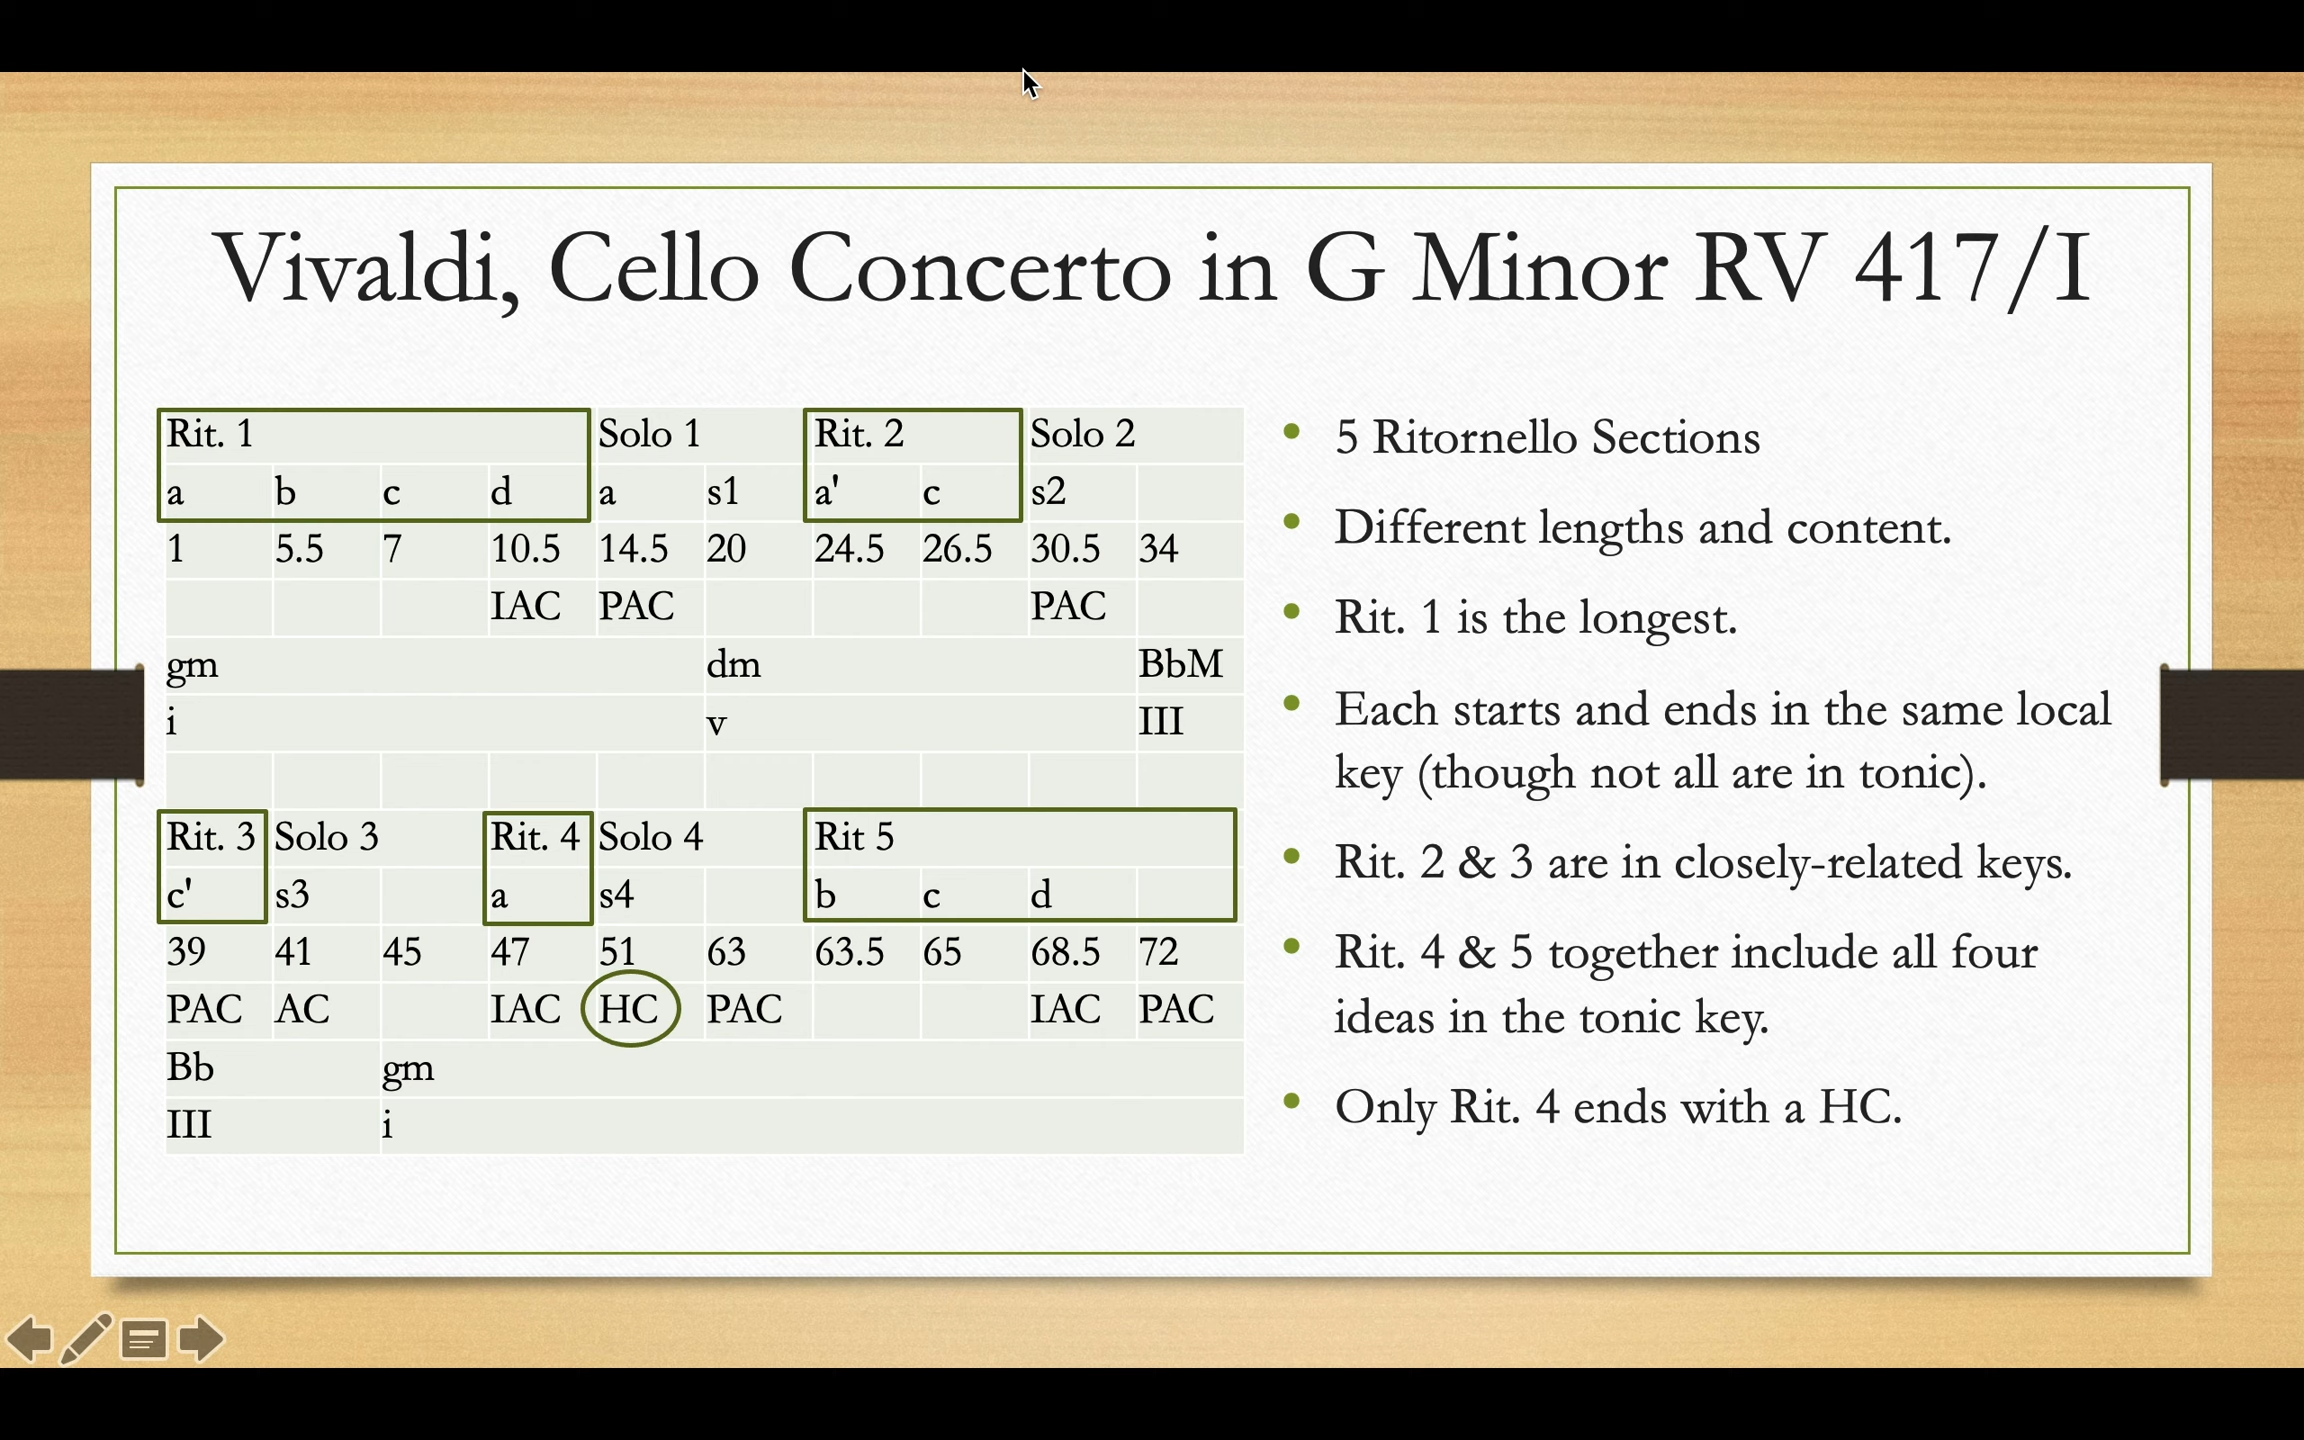 Vivaldi, Cello Concerto in G Minor RV 417/I
Rit. 1 Solo 1 Rit. 2 Solo 2
a b c d a s1 a' c s2
1 5.5 7 10.5 14.5 20 24.5 26.5 30.5 34
IAC PAC PAC
gm dm BbM
i v III
Rit. 3 Solo 3 Rit. 4 Solo 4 Rit 5
c' s3 a s4 b c d
39 41 45 47 51 63 63.5 65 68.5 72
PAC AC IAC HC PAC IAC PAC
Bb gm
III i
5 Ritornello Sections
Different lengths and content.
Rit. 1 is the longest.
Each starts and ends in the same local
key (though not all are in tonic).
Rit. 2 & 3 are in closely-related keys.
Rit. 4 & 5 together include all four
ideas in the tonic key.
Only Rit. 4 ends with a HC.